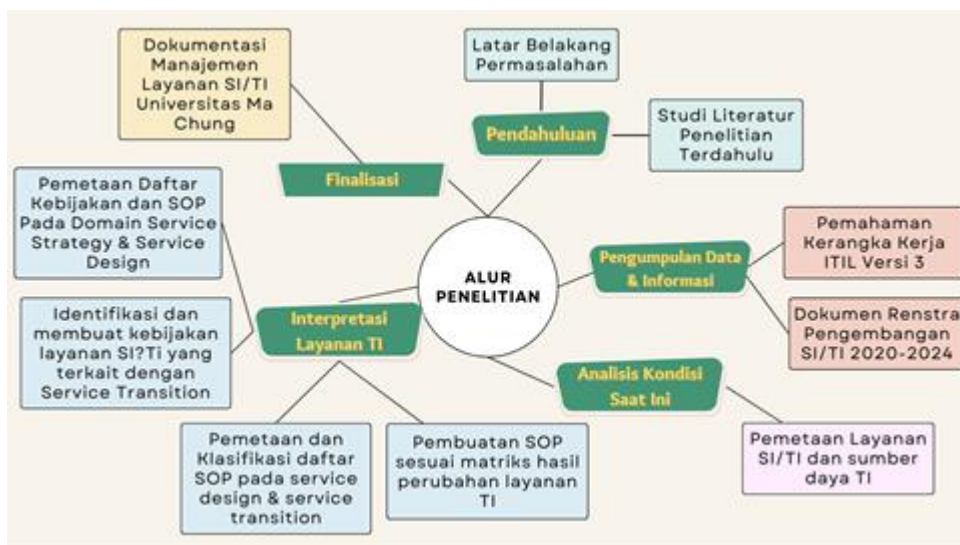 Dokumentasi
Manajemen
Layanan SI/TI
Universitas Ma
Chung
Latar Belakang
Permasalahan
Pendahuluan
Studi Literatur
Penelitian
Terdahulu
Finalisasi
Pemetaan Daftar
Kebijakan dan SOP
Pada Domain Service
Strategy & Service
Design
ALUR
PENELITIAN
Pengumpulan Data
& Informasi
Pemahaman
Kerangka Kerja
ITIL Versi 3
Dokumen Renstra
Pengembangan
SI/TI 2020-2024
Interpretasi
Layanan TI
Identifikasi dan
membuat kebijakan
layanan SI?Ti yang
terkait dengan
Service Transition
Analisis Kondisi
Saat Ini
Pemetaan dan
Klasifikasi daftar
SOP pada service
design & service
transition
Pembuatan SOP
sesuai matriks hasil
perubahan layanan
TI
Pemetaan Layanan
SI/TI dan sumber
daya TI